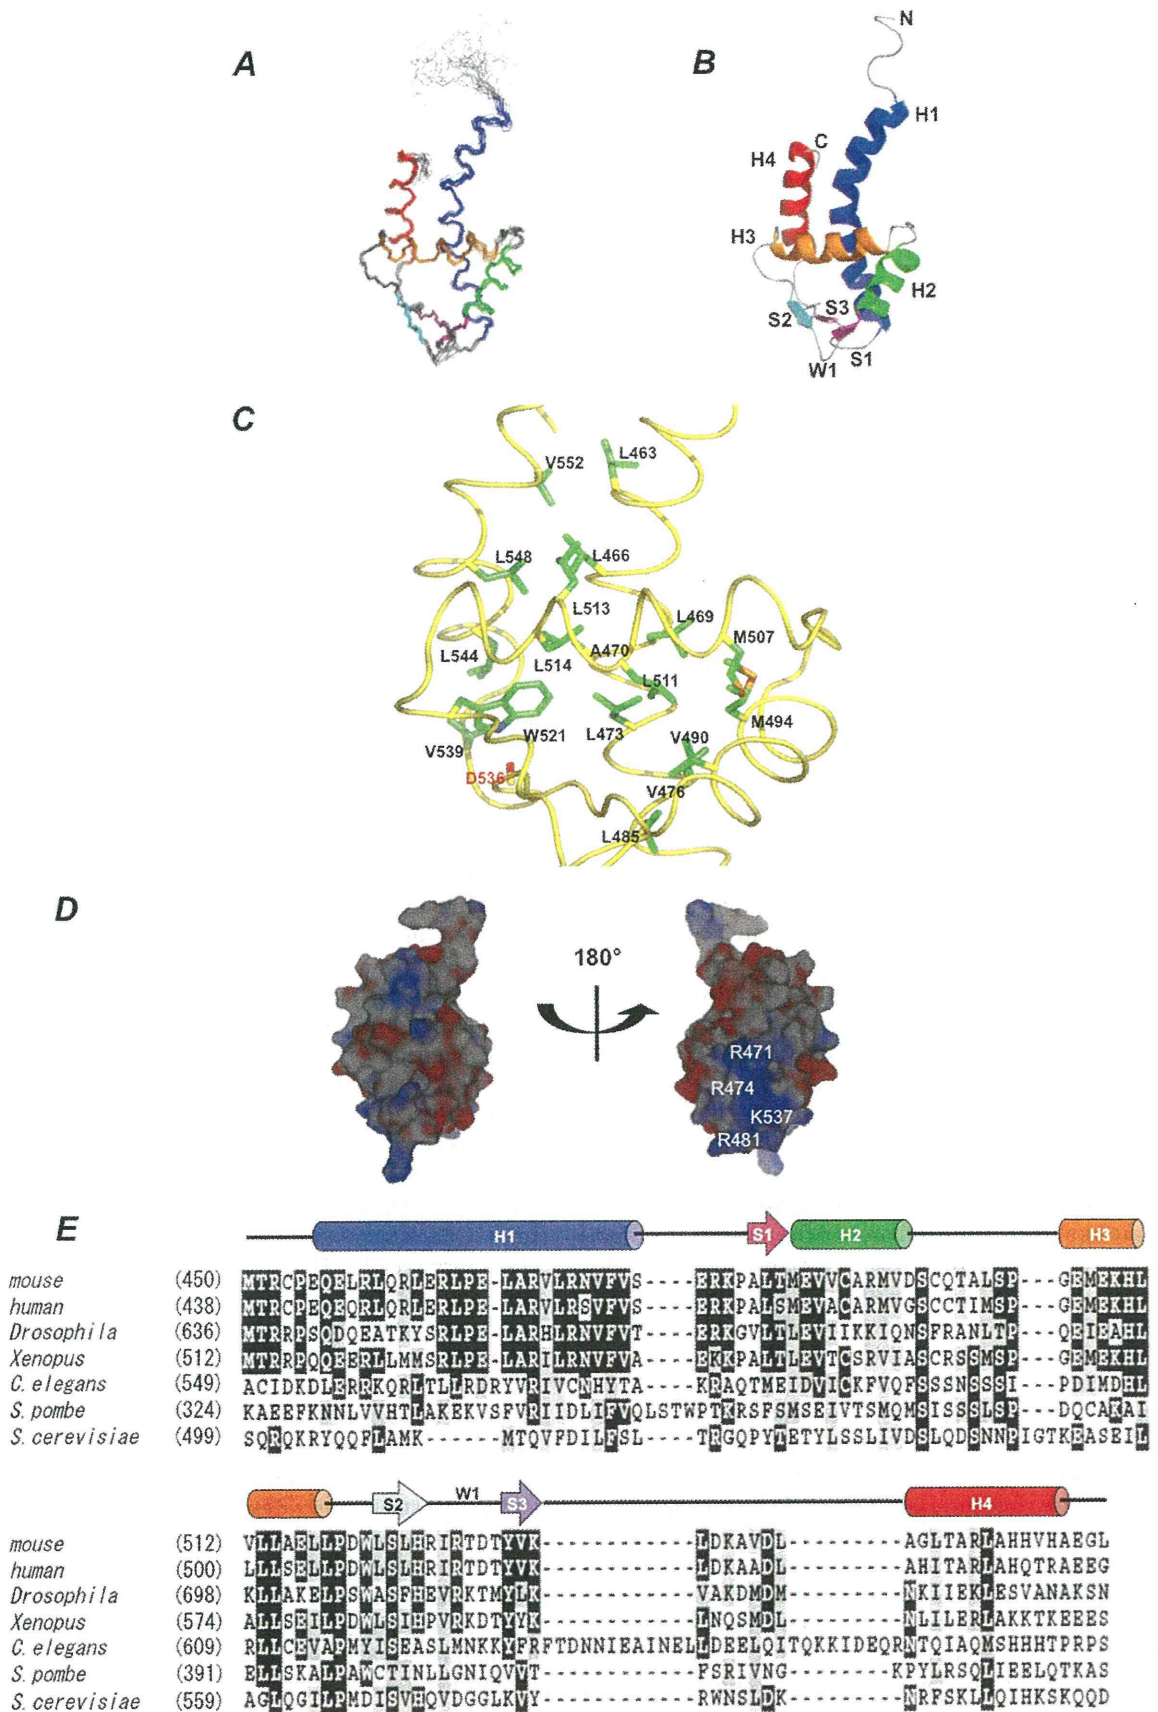 A
B
N
H1
H4
C
H3
H2
S3
S2
S1
W1
C
V552
L463
L548
L466
L513
L469
M507
L544
A470
L514
L511
M494
V539
W521
L473
V490
D536
V476
L485
D
180°
R471
R474
K537
R481
E
H1
S1
H2
H3
mouse (450) MTRCPEQELRLQRLERLPE-LARVLRNVFVS----ERKPALTMEVVCARMVDSCQTALSP---GEMEKHL
human (438) MTRCPEQEQRLQRLERLPE-LARVLRSVFVS----ERKPALSMEVACARMVGSCCTIMSP---GEMEKHL
Drosophila (636) MTRRPSQDQEATKYSRLPE-LARHLRNVFVT----ERKGVLTLEVIIKKIQNSFRANLTP---QEIEAHL
Xenopus (512) MTRRPQQEERLLMMSRLPE-LARILRNVFVA----EKKPALTLEVTCSRVIASCRSSMSP---GEMEKHL
C. elegans (549) ACIDKDLERRKQRLTLLRDRYVRIVCNHYTA----KRAQTMEIDVICKFVQFSSSNSSSI---PDIMDHL
S. pombe (324) KAEEFKNNLVVHTLAKEKVSFVRIIDLIFVQLSTWPTKRSFSMSEIVTSMQMSISSSLSP---DQCAKAI
S. cerevisiae (499) SQRQKRYQQFLAMK------MTQVFDILFSL----TRGQPYTETYLSSLIVDSLQDSNNPIGTKEASEIL
S2
W1
S3
H4
mouse (512) VLLAELLPDWLSLHRIRTDTYVK------------LDKAVDL---------AGLTARLAHHVHAEGL
human (500) LLLSELLPDWLSLHRIRTDTYVK------------LDKAADL---------AHITARLAHQTRAEEG
Drosophila (698) KLLAKELPSWASFHEVRKTMYLK------------VAKDMDM---------NKIIEKLESVANAKSN
Xenopus (574) ALLSEILPDWLSIHPVRKDTYYK------------LNQSMDL---------NLILERLAKKTKEEES
C. elegans (609) RLLCEVAPMYISEASLMNKKYFRFTDNNIEAINELLDEELQITQKKIDEQRNTQIAQMSHHHTPRPS
S. pombe (391) ELLSKALPAWCTINLLGNIQVVT------------FSRIVNG--------KPYLRSQLIEELQTKAS
S. cerevisiae (559) AGLQGILPMDISVHQVDGGLKVY------------RWNSLDK---------NRFSKLLQIHKSKQQD